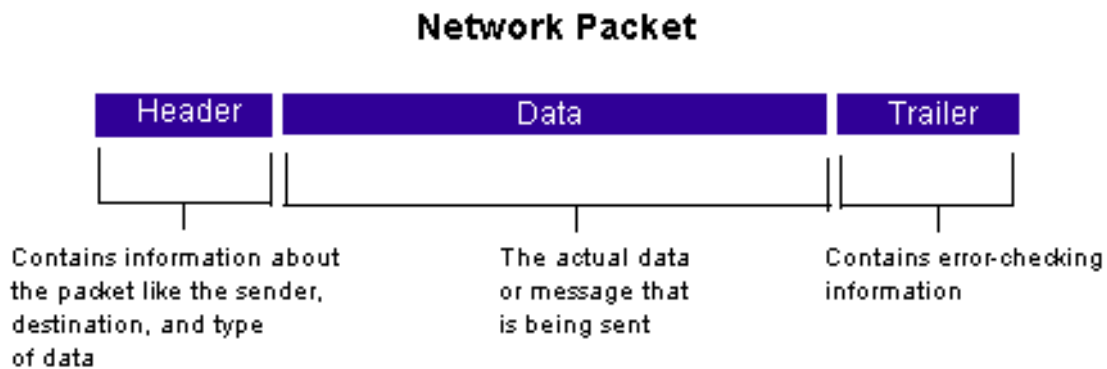 Network Packet
Header
Data
Trailer
Contains information about
the packet like the sender,
destination, and type
of data
The actual data
or message that
is being sent
Contains error-checking
information